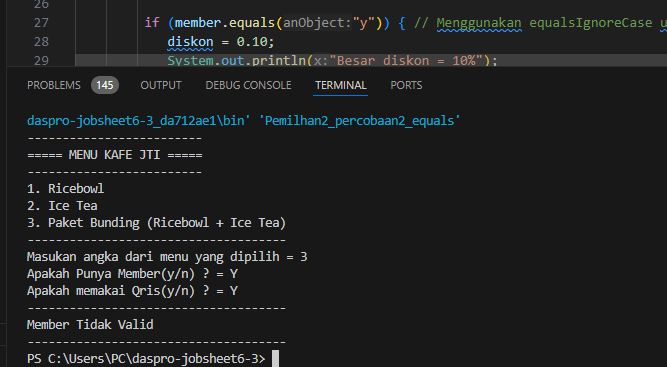 26
27 if (member.equals(anObject:"y")) { // Menggunakan equalsIgnoreCase u
28 diskon = 0.10;
29 System.out.println(x:"Besar diskon = 10%");
PROBLEMS 145 OUTPUT DEBUG CONSOLE TERMINAL PORTS
daspro-jobsheet6-3_da712ae1\bin' 'Pemilhan2_percobaan2_equals'
-------------------------
===== MENU KAFE JTI =====
-------------------------
1. Ricebowl
2. Ice Tea
3. Paket Bunding (Ricebowl + Ice Tea)
-------------------------------------
Masukan angka dari menu yang dipilih = 3
Apakah Punya Member(y/n) ? = Y
Apakah memakai Qris(y/n) ? = Y
-------------------------------------
Member Tidak Valid
-------------------------------------
PS C:\Users\PC\daspro-jobsheet6-3>